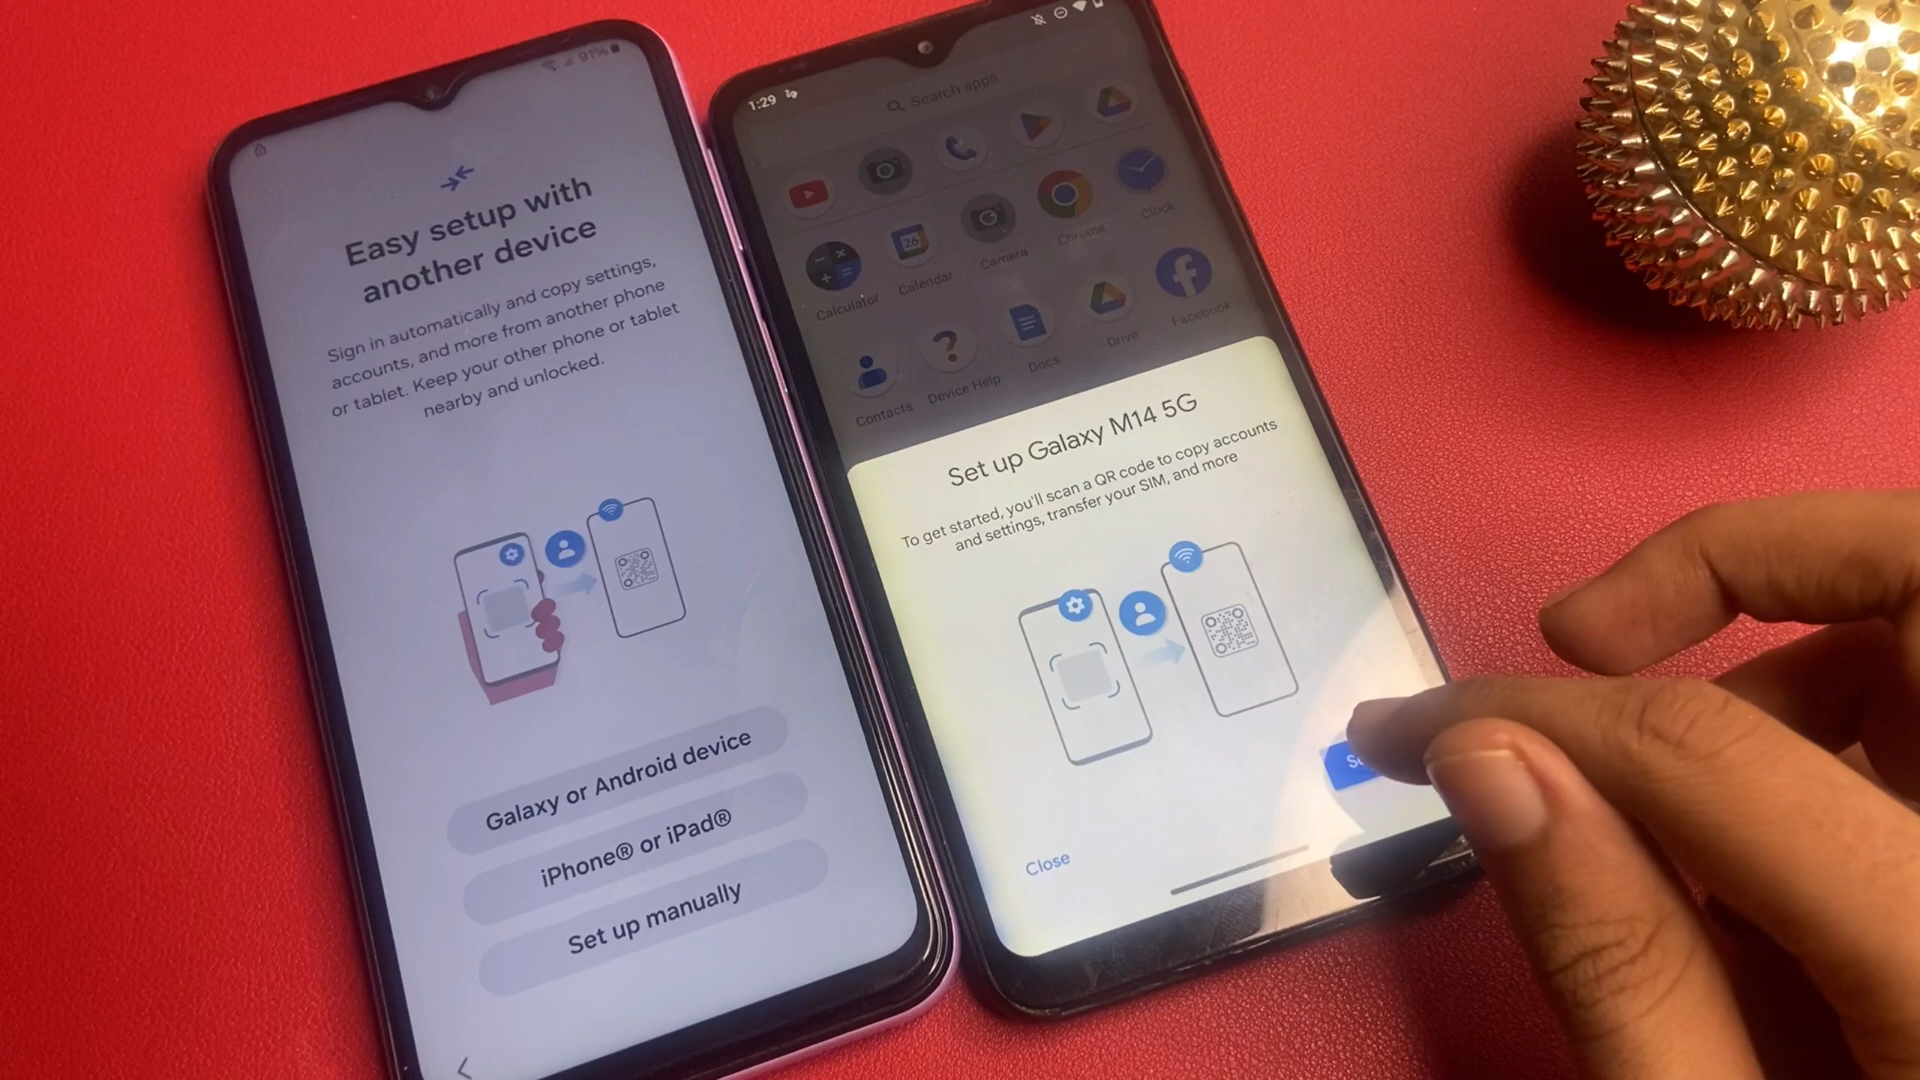 91%
Easy setup with
another device
Sign in automatically and copy settings,
accounts, and more from another phone
or tablet. Keep your other phone or tablet
nearby and unlocked.
Galaxy or Android device
iPhone® or iPad®
Set up manually
1:29
Search apps
Calculator
26
Calendar
Camera
Chrome
Clock
Contacts
Device Help
Docs
Drive
Facebook
Set up Galaxy M14 5G
To get started, you'll scan a QR code to copy accounts
and settings, transfer your SIM, and more
Close